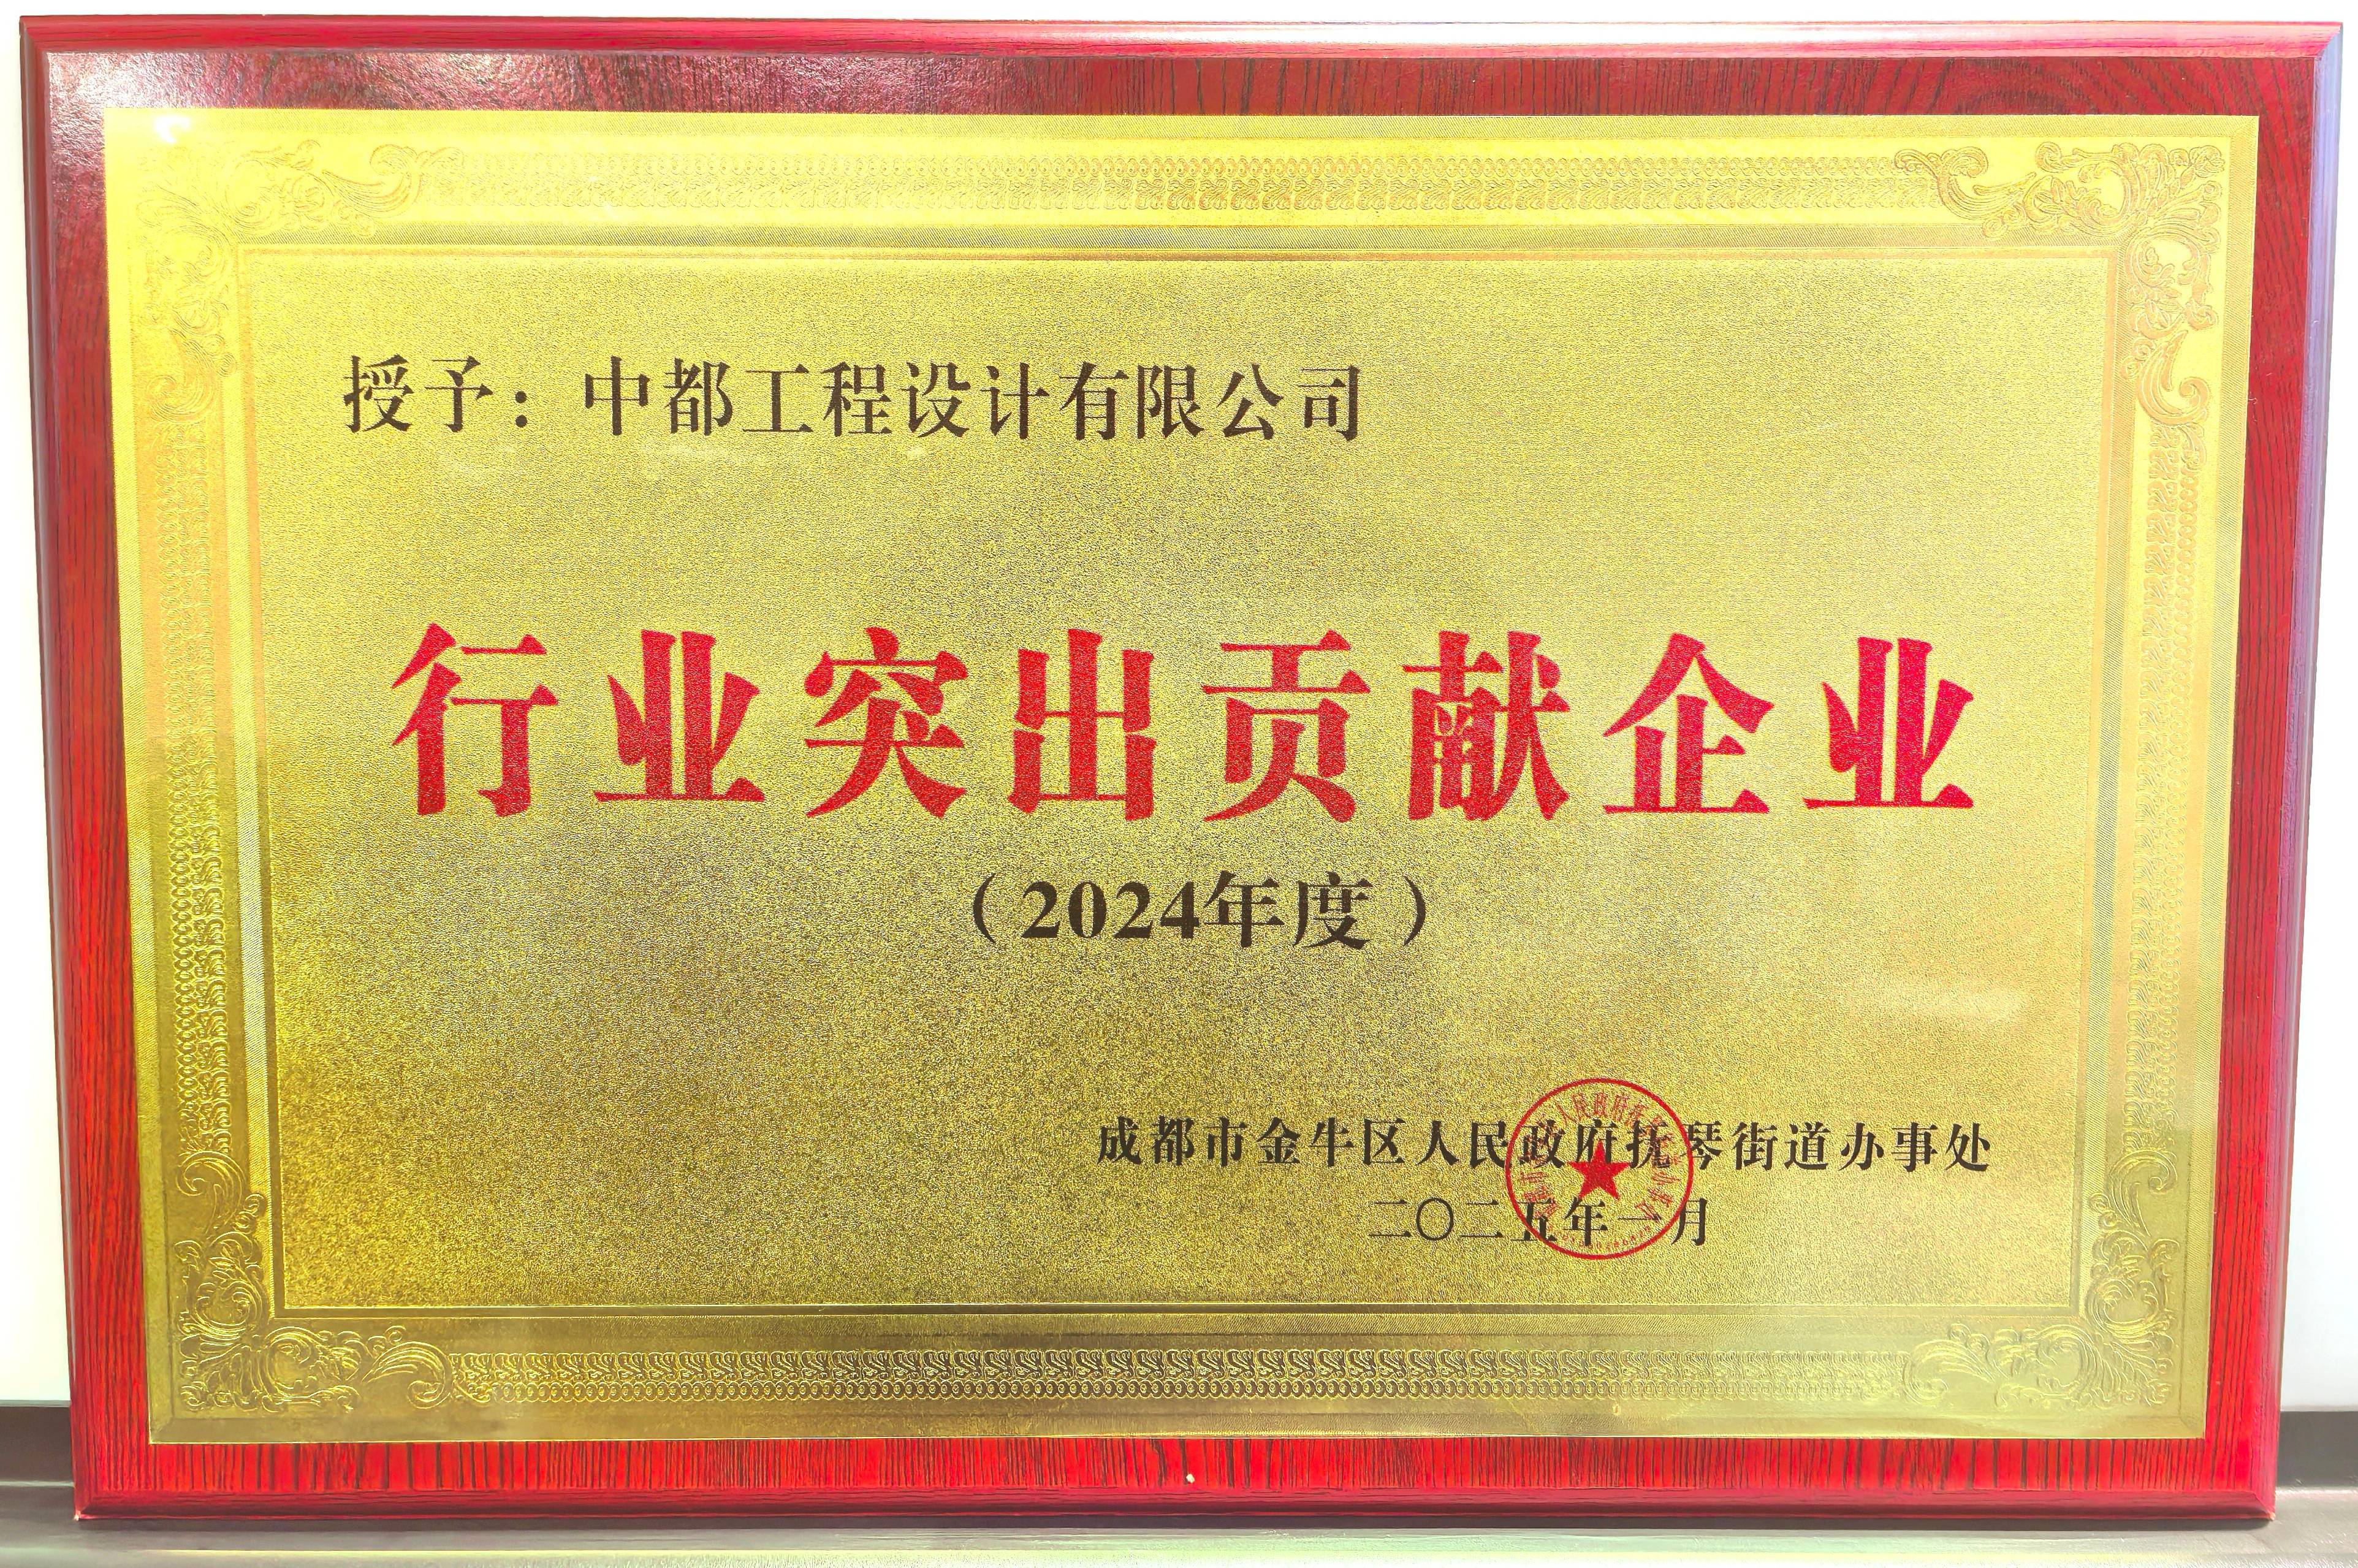 授予：中都工程设计有限公司
行业突出贡献企业
（2024年度）
成都市金牛区人民政府抚琴街道办事处
二〇二五年一月